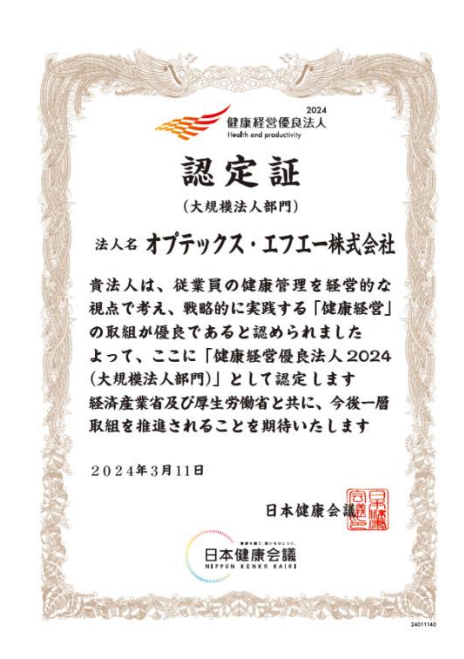 2024
健康経営優良法人
Health and productivity
認定証
(大規模法人部門)
法人名 オプテックス・エフエー株式会社
貴法人は、従業員の健康管理を経営的な
視点で考え、戦略的に実践する「健康経営」
の取組が優良であると認められました
よって、ここに「健康経営優良法人2024
(大規模法人部門)」として認定します
経済産業省及び厚生労働省と共に、今後一層
取組を推進されることを期待いたします
2024年3月11日
日本健康会議
日本健康会議
NIPPON KENKO KAIGI
24011140